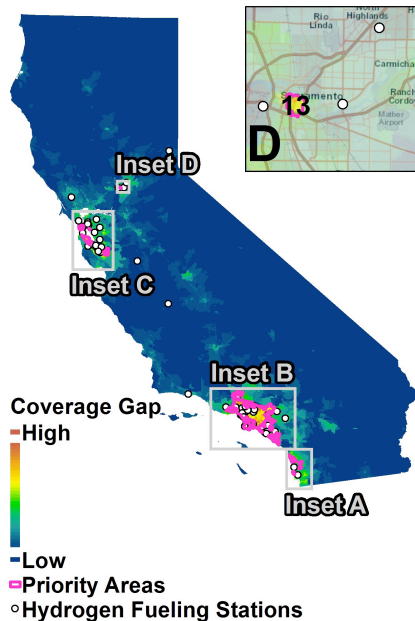 Rio
Linda
North
Highlands
Carmicha
Sacramento
13
Ranch
Cordov
Mather
Airport
D
Inset D
Inset C
Inset B
Inset A
Coverage Gap
High
Low
Priority Areas
Hydrogen Fueling Stations